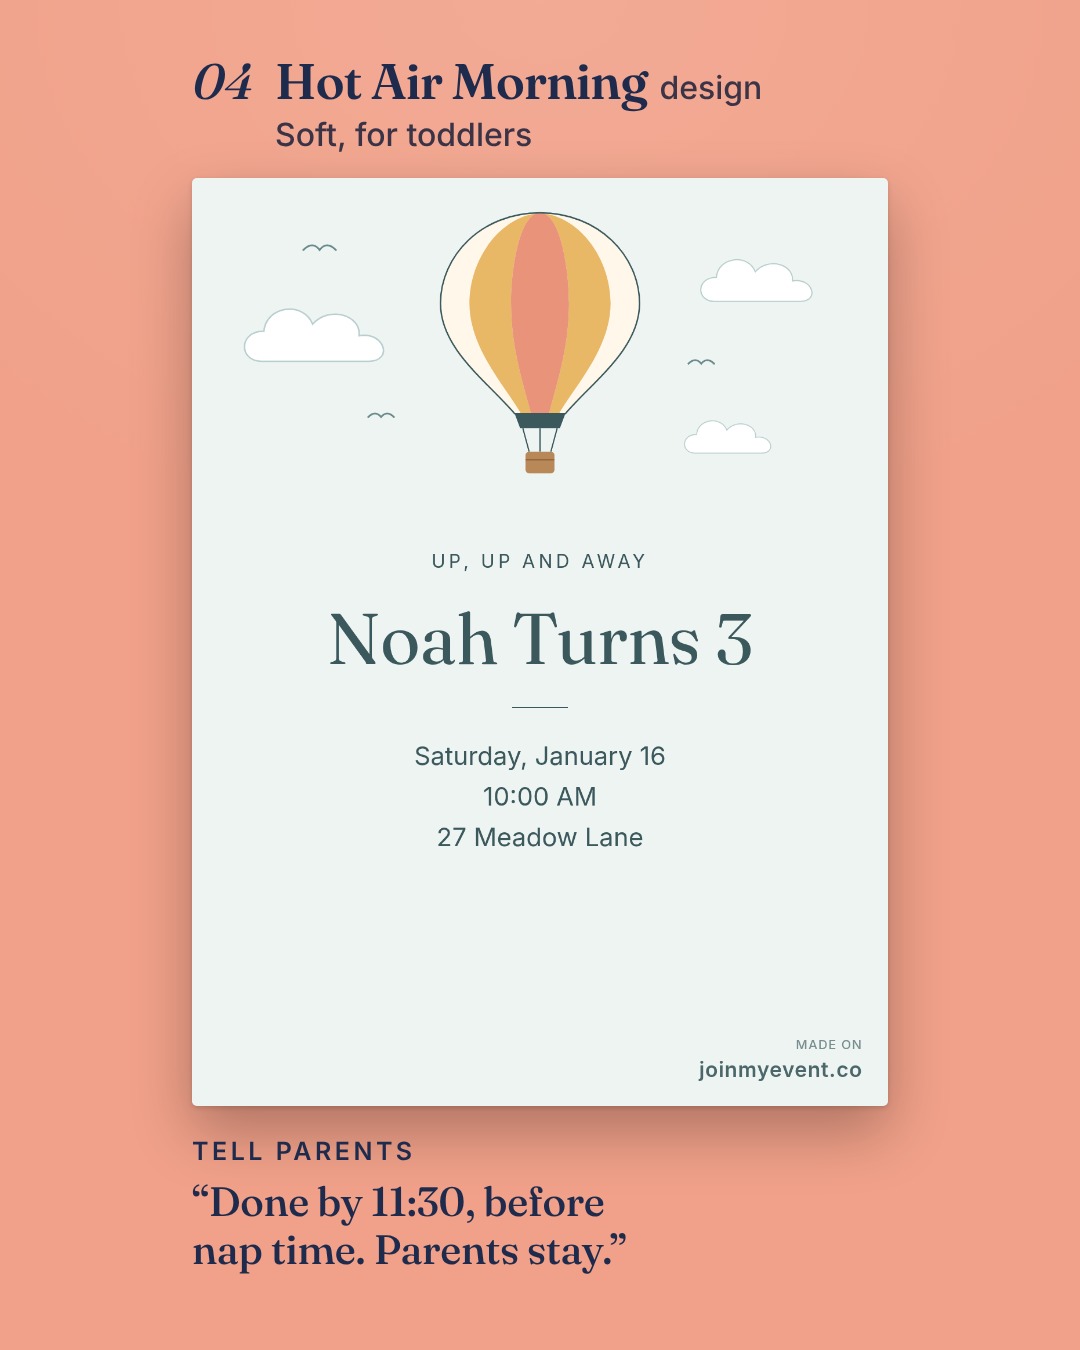 04 Hot Air Morning design
Soft, for toddlers
UP, UP AND AWAY
Noah Turns 3
Saturday, January 16
10:00 AM
27 Meadow Lane
MADE ON
joinmyevent.co
TELL PARENTS
“Done by 11:30, before
nap time. Parents stay.”